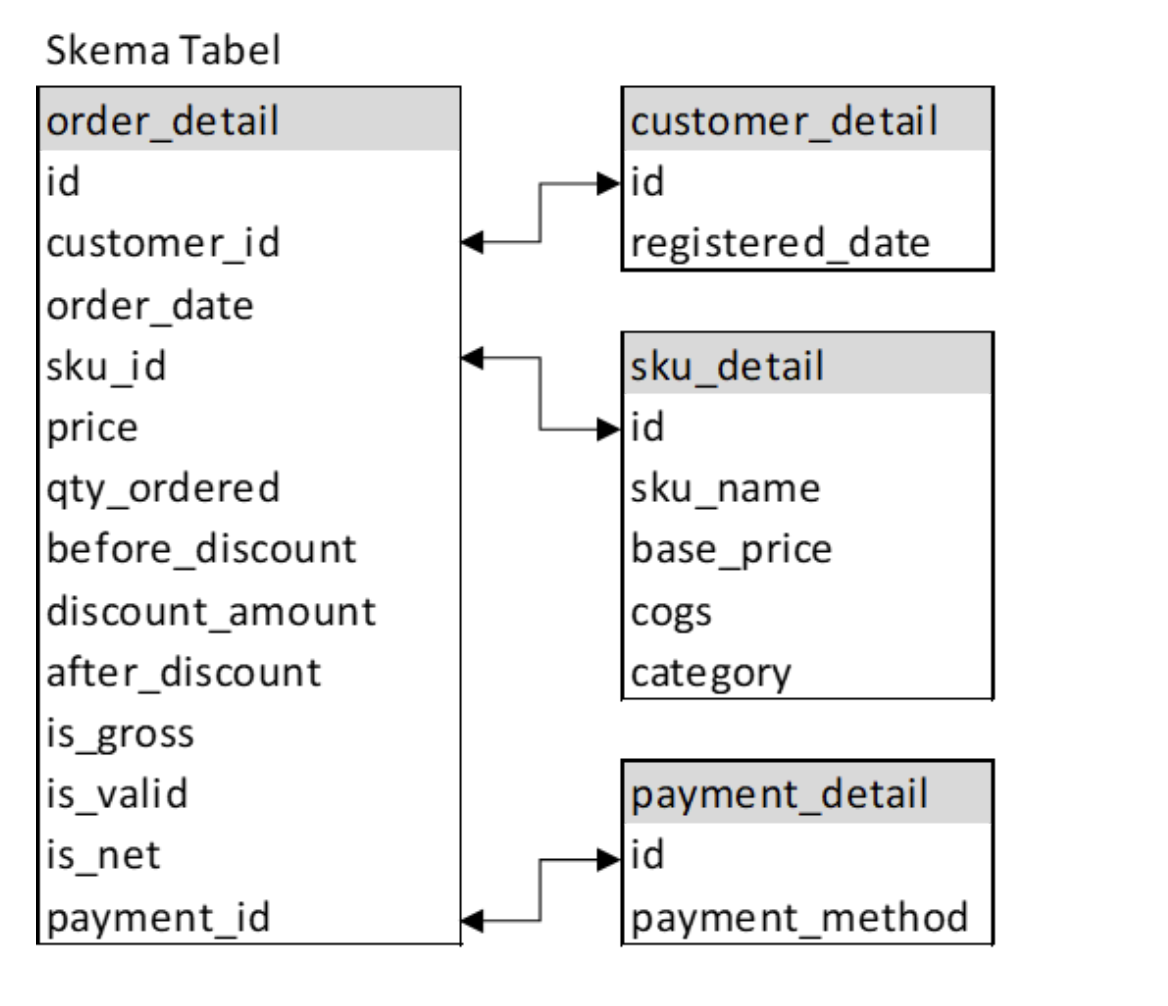 Skema Tabel
order_detail
id
customer_id
order_date
sku_id
price
qty_ordered
before_discount
discount_amount
after_discount
is_gross
is_valid
is_net
payment_id
customer_detail
id
registered_date
sku_detail
id
sku_name
base_price
cogs
category
payment_detail
id
payment_method